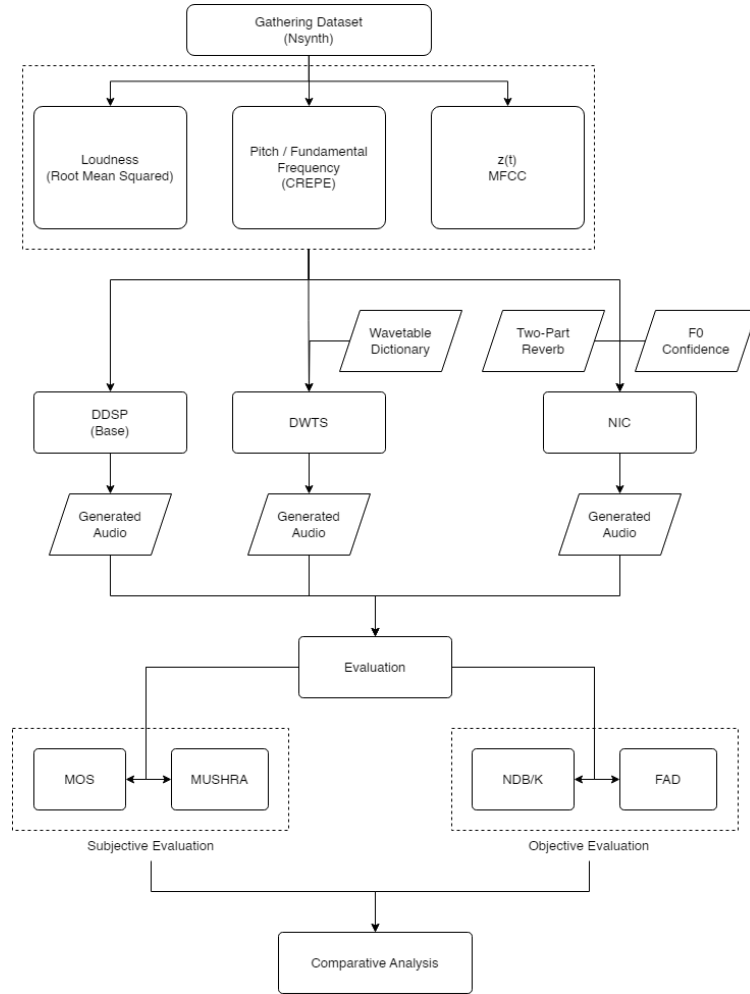 Gathering Dataset
(Nsynth)
Loudness
(Root Mean Squared)
Pitch / Fundamental
Frequency
(CREPE)
z(t)
MFCC
Wavetable
Dictionary
Two-Part
Reverb
F0
Confidence
DDSP
(Base)
DWTS
NIC
Generated
Audio
Generated
Audio
Generated
Audio
Evaluation
MOS
MUSHRA
NDB/K
FAD
Subjective Evaluation
Objective Evaluation
Comparative Analysis